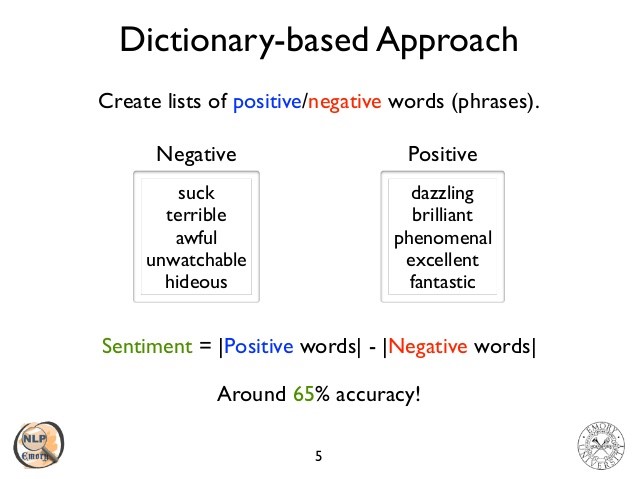 Dictionary-based Approach
Create lists of positive/negative words (phrases).
Negative
suck
terrible
awful
unwatchable
hideous
Positive
dazzling
brilliant
phenomenal
excellent
fantastic
Sentiment = |Positive words| - |Negative words|
Around 65% accuracy!
NLP
Emory
5
EMORY
UNIVERSITY